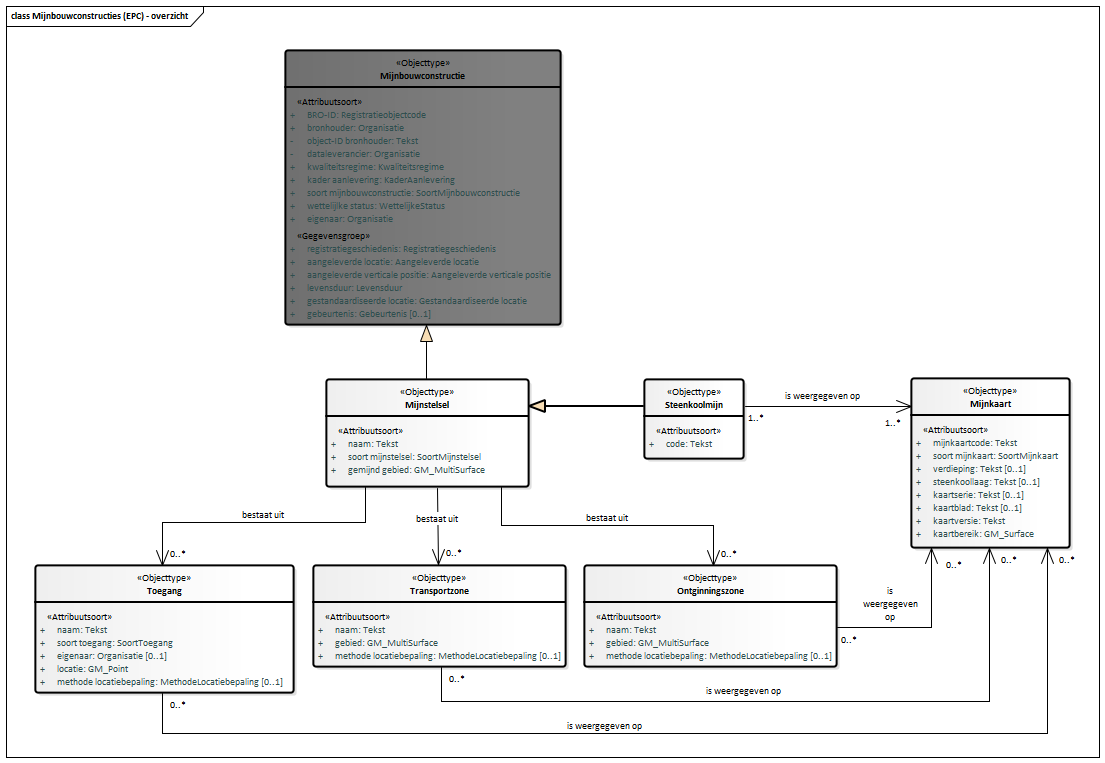 class Mijnbouwconstructies (EPC) - overzicht
«Objecttype»
Mijnbouwconstructie
«Attribuutsoort»
+ BRO-ID: Registratieobjectcode
+ bronhouder: Organisatie
- object-ID bronhouder: Tekst
- dataleverancier: Organisatie
+ kwaliteitsregime: Kwaliteitsregime
+ kader aanlevering: KaderAanlevering
+ soort mijnbouwconstructie: SoortMijnbouwconstructie
+ wettelijke status: WettelijkeStatus
+ eigenaar: Organisatie
«Gegevensgroep»
+ registratiegeschiedenis: Registratiegeschiedenis
+ aangeleverde locatie: Aangeleverde locatie
+ aangeleverde verticale positie: Aangeleverde verticale positie
+ levensduur: Levensduur
+ gestandaardiseerde locatie: Gestandaardiseerde locatie
+ gebeurtenis: Gebeurtenis [0..1]
«Objecttype»
Mijnstelsel
«Attribuutsoort»
+ naam: Tekst
+ soort mijnstelsel: SoortMijnstelsel
+ gemijnd gebied: GM_MultiSurface
«Objecttype»
Steenkoolmijn
«Attribuutsoort»
+ code: Tekst
is weergegeven op
1..*
1..*
«Objecttype»
Mijnkaart
«Attribuutsoort»
+ mijnkaartcode: Tekst
+ soort mijnkaart: SoortMijnkaart
+ verdieping: Tekst [0..1]
+ steenkoollaag: Tekst [0..1]
+ kaartserie: Tekst [0..1]
+ kaartblad: Tekst [0..1]
+ kaartversie: Tekst
+ kaartbereik: GM_Surface
bestaat uit
0..*
bestaat uit
0..*
bestaat uit
0..*
0..*
0..*
0..*
«Objecttype»
Toegang
«Attribuutsoort»
+ naam: Tekst
+ soort toegang: SoortToegang
+ eigenaar: Organisatie [0..1]
+ locatie: GM_Point
+ methode locatiebepaling: MethodeLocatiebepaling [0..1]
«Objecttype»
Transportzone
«Attribuutsoort»
+ naam: Tekst
+ gebied: GM_MultiSurface
+ methode locatiebepaling: MethodeLocatiebepaling [0..1]
«Objecttype»
Ontginningszone
«Attribuutsoort»
+ naam: Tekst
+ gebied: GM_MultiSurface
+ methode locatiebepaling: MethodeLocatiebepaling [0..1]
is
weergegeven
op
0..*
0..*
is weergegeven op
0..*
is weergegeven op